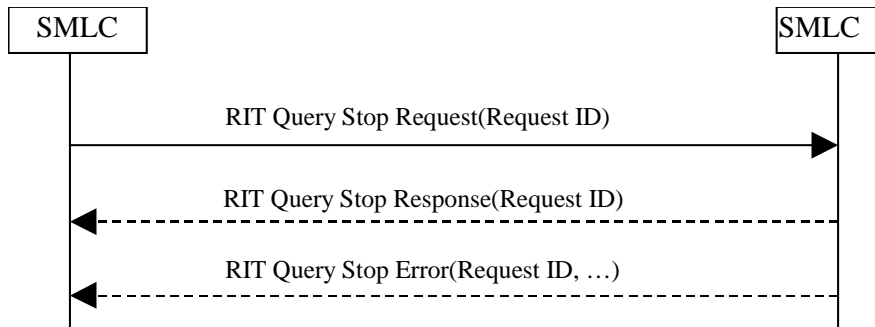 SMLC
SMLC
RIT Query Stop Request(Request ID)
RIT Query Stop Response(Request ID)
RIT Query Stop Error(Request ID, …)